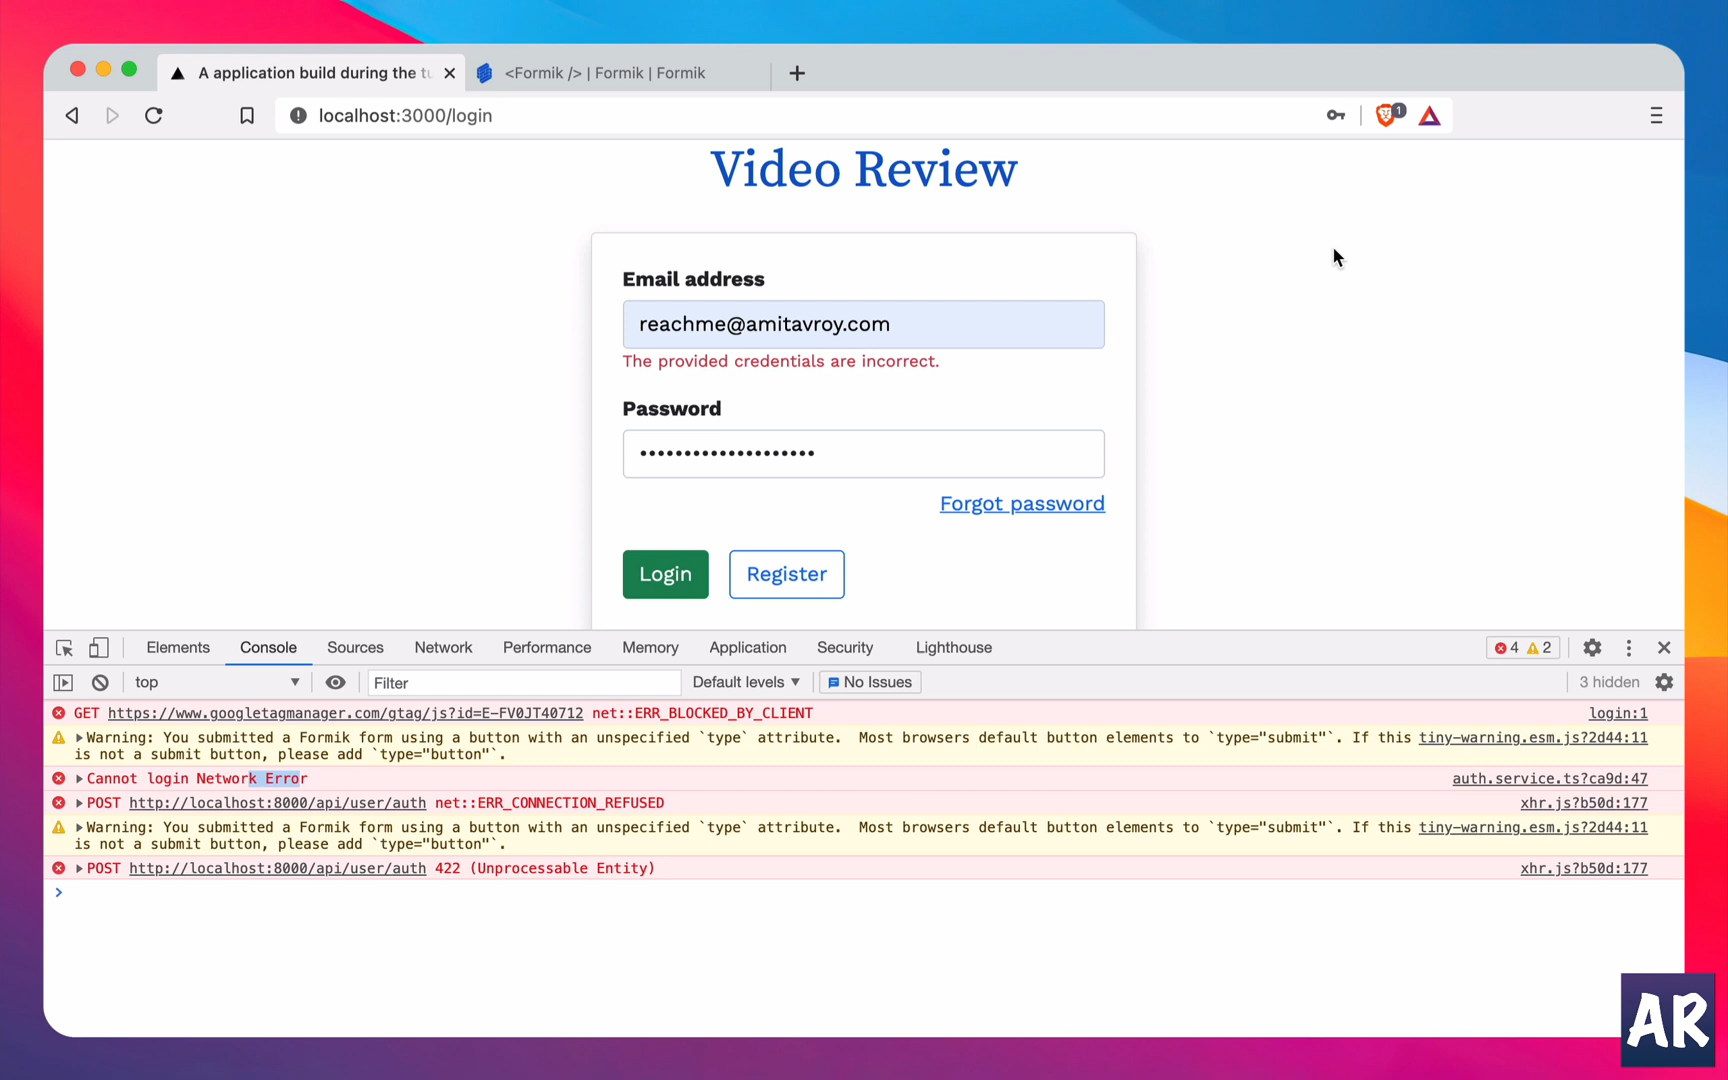 A application build during the tu
<Formik /> | Formik | Formik
localhost:3000/login
1
Video Review
Email address
reachme@amitavroy.com
The provided credentials are incorrect.
Password
••••••••••••••••••••
Forgot password
Login Register
Elements Console Sources Network Performance Memory Application Security Lighthouse 4 2
top Filter Default levels No Issues 3 hidden
GET https://www.googletagmanager.com/gtag/js?id=E-FV0JT40712 net::ERR_BLOCKED_BY_CLIENT login:1
Warning: You submitted a Formik form using a button with an unspecified `type` attribute. Most browsers default button elements to `type="submit"`. If this tiny-warning.esm.js?2d44:11
is not a submit button, please add `type="button"`.
Cannot login Network Error auth.service.ts?ca9d:47
POST http://localhost:8000/api/user/auth net::ERR_CONNECTION_REFUSED xhr.js?b50d:177
Warning: You submitted a Formik form using a button with an unspecified `type` attribute. Most browsers default button elements to `type="submit"`. If this tiny-warning.esm.js?2d44:11
is not a submit button, please add `type="button"`.
POST http://localhost:8000/api/user/auth 422 (Unprocessable Entity) xhr.js?b50d:177
AR